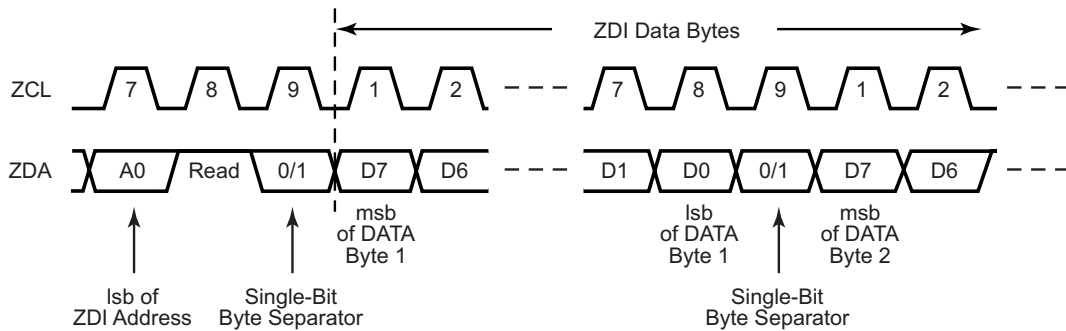 ZDI Data Bytes
ZCL 7 8 9 1 2 7 8 9 1 2
ZDA A0 Read 0/1 D7 D6 D1 D0 0/1 D7 D6
msb of DATA Byte 1
lsb of DATA Byte 1
msb of DATA Byte 2
lsb of ZDI Address
Single-Bit Byte Separator
Single-Bit Byte Separator